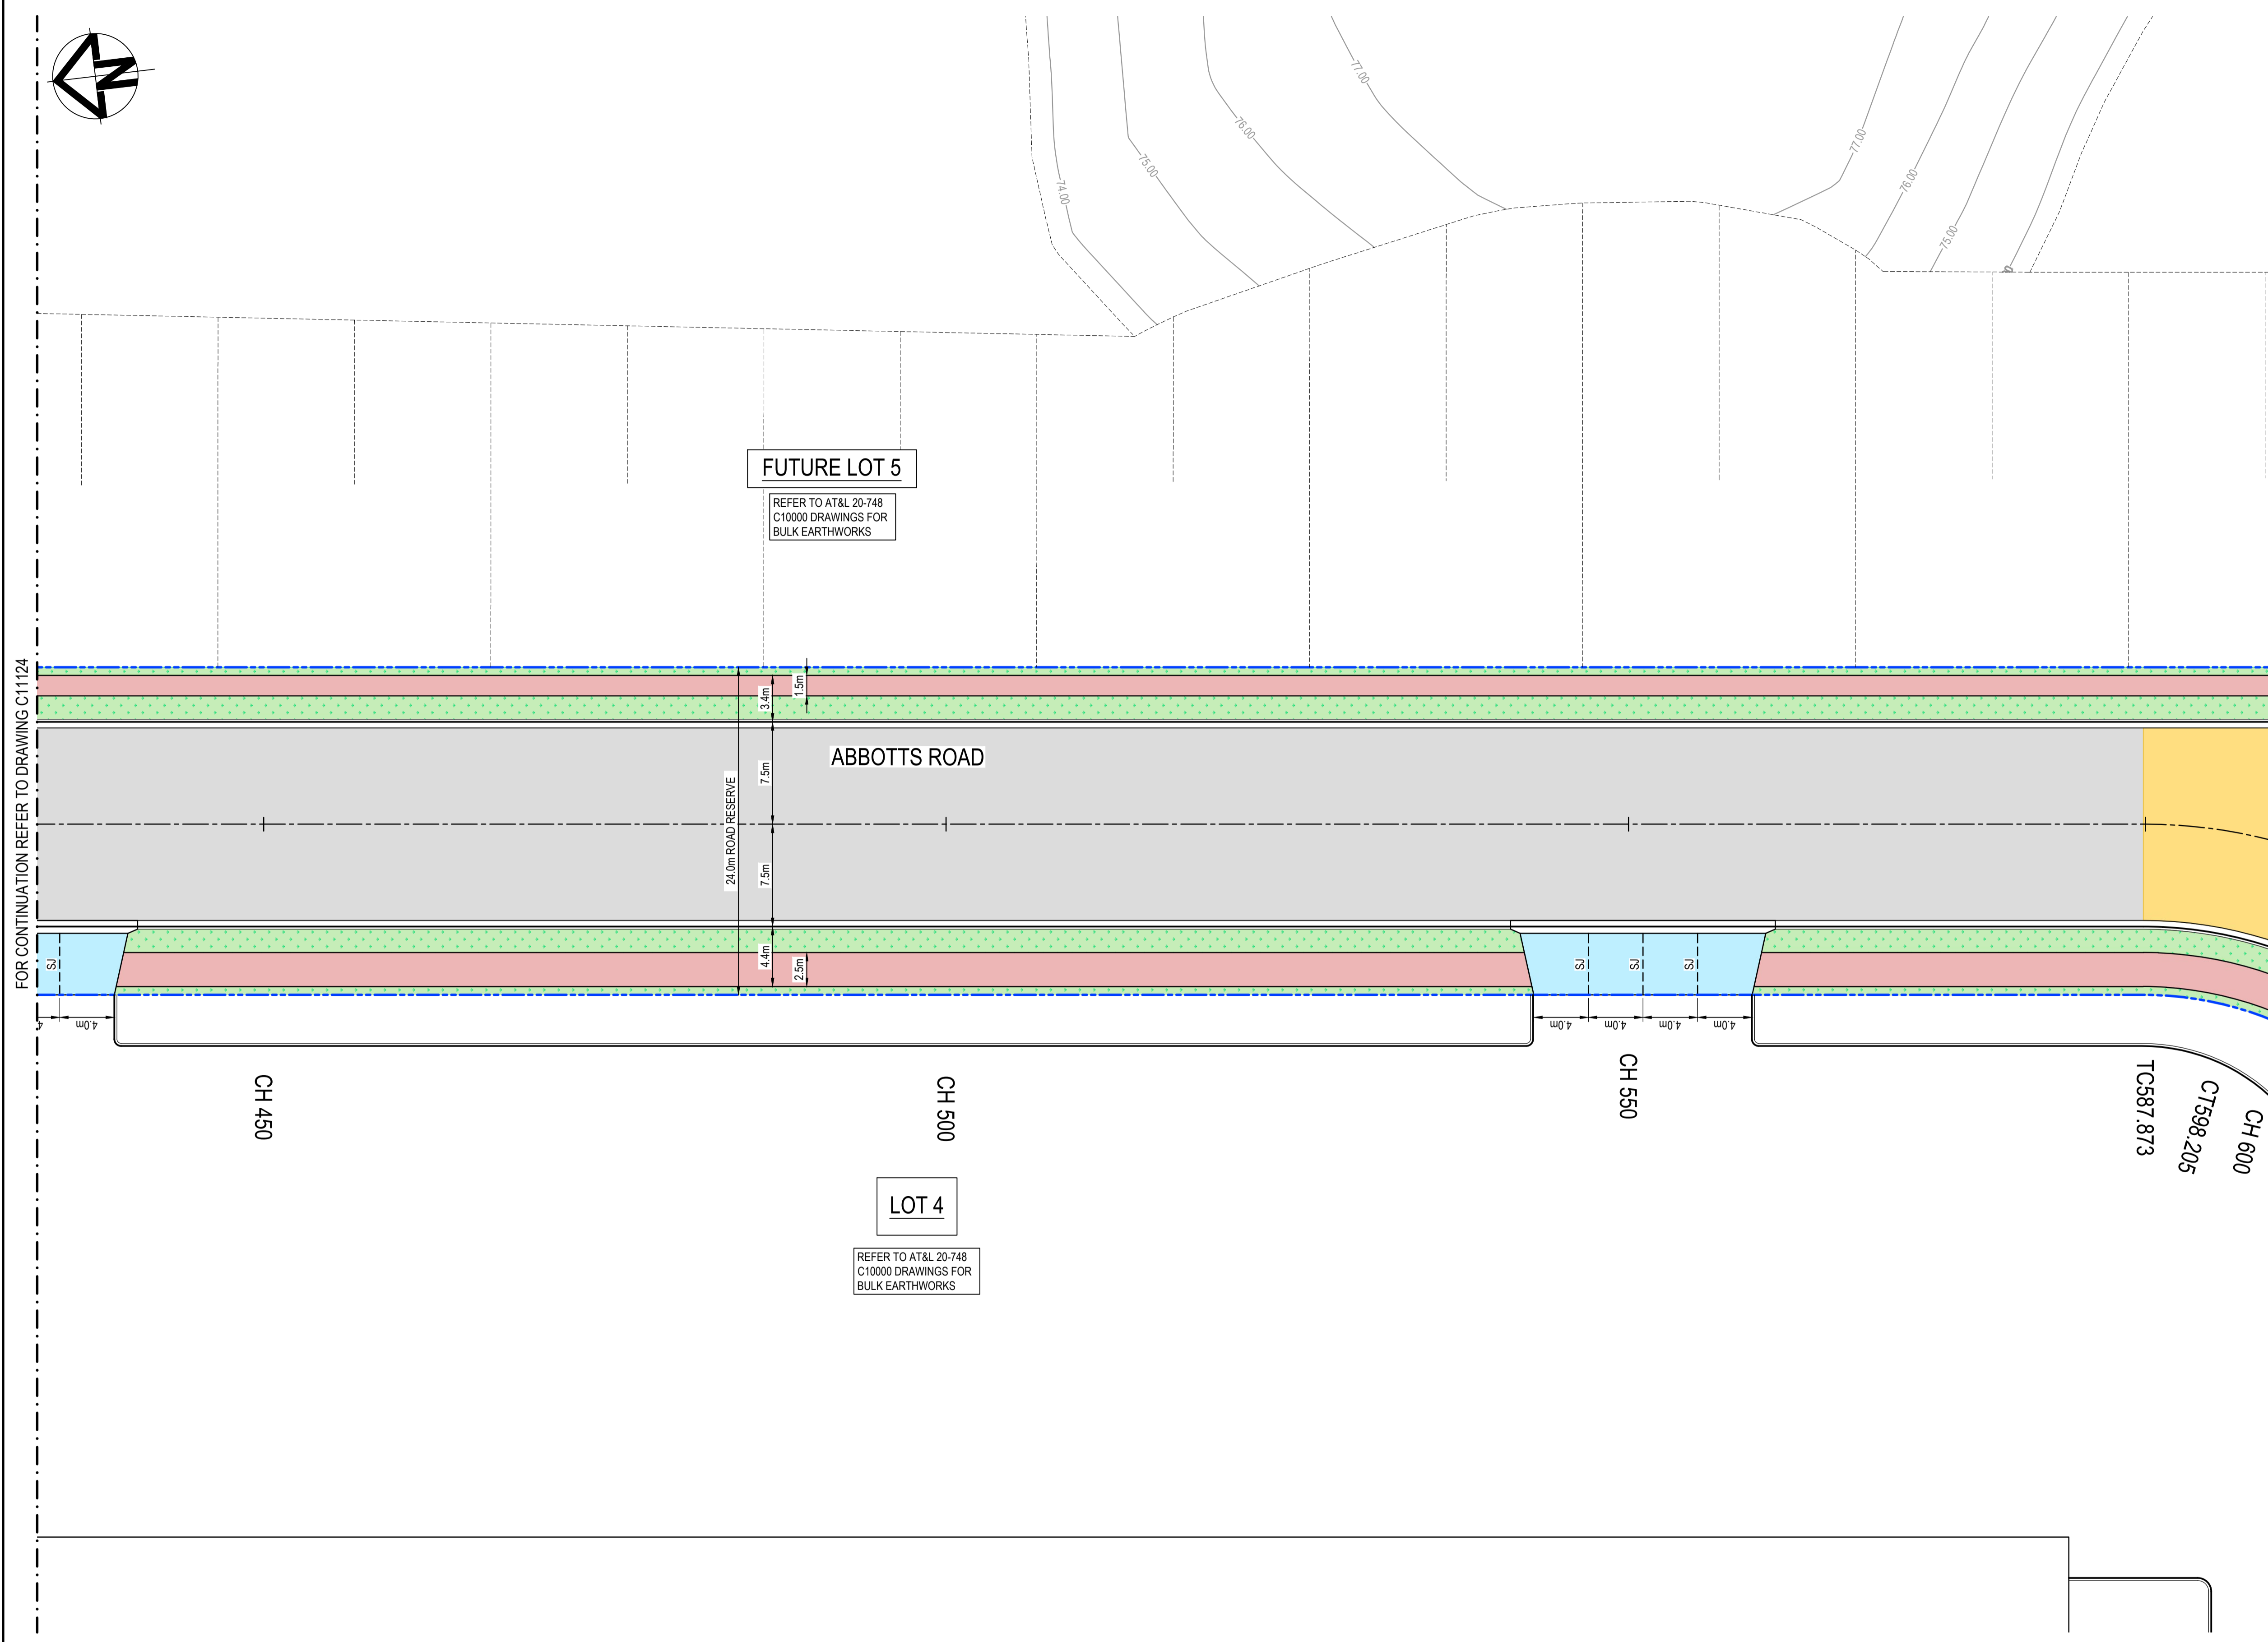 N
77.00
76.00
75.00
74.00
77.00
76.00
75.00
FUTURE LOT 5
REFER TO AT&L 20-748
C10000 DRAWINGS FOR
BULK EARTHWORKS
FOR CONTINUATION REFER TO DRAWING C11124
1.5m
3.4m
ABBOTTS ROAD
7.5m
24.0m ROAD RESERVE
7.5m
4.4m
2.5m
SJ
SJ
SJ
SJ
4
4.0m
4.0m
4.0m
4.0m
4.0m
CH 450
CH 500
CH 550
TC587.873
CT598.205
CH 600
LOT 4
REFER TO AT&L 20-748
C10000 DRAWINGS FOR
BULK EARTHWORKS